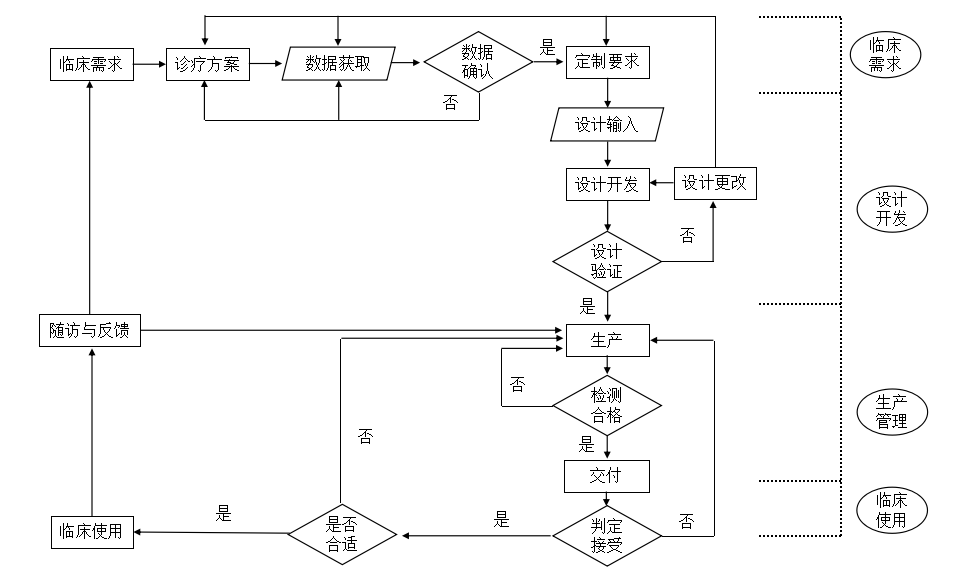 临床需求
诊疗方案
数据获取
数据
确认
是
定制要求
临床
需求
否
设计输入
设计开发
设计更改
设计
开发
设计
验证
否
是
随访与反馈
生产
否
检测
合格
生产
管理
否
是
交付
临床使用
是
是否
合适
是
判定
接受
否
临床
使用